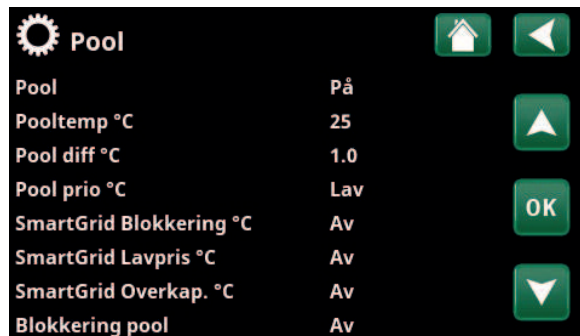 Pool
Pool På
Pooltemp °C 25
Pool diff °C 1.0
Pool prio °C Lav
SmartGrid Blokkering °C Av
OK
SmartGrid Lavpris °C Av
SmartGrid Overkap. °C Av
Blokkering pool Av